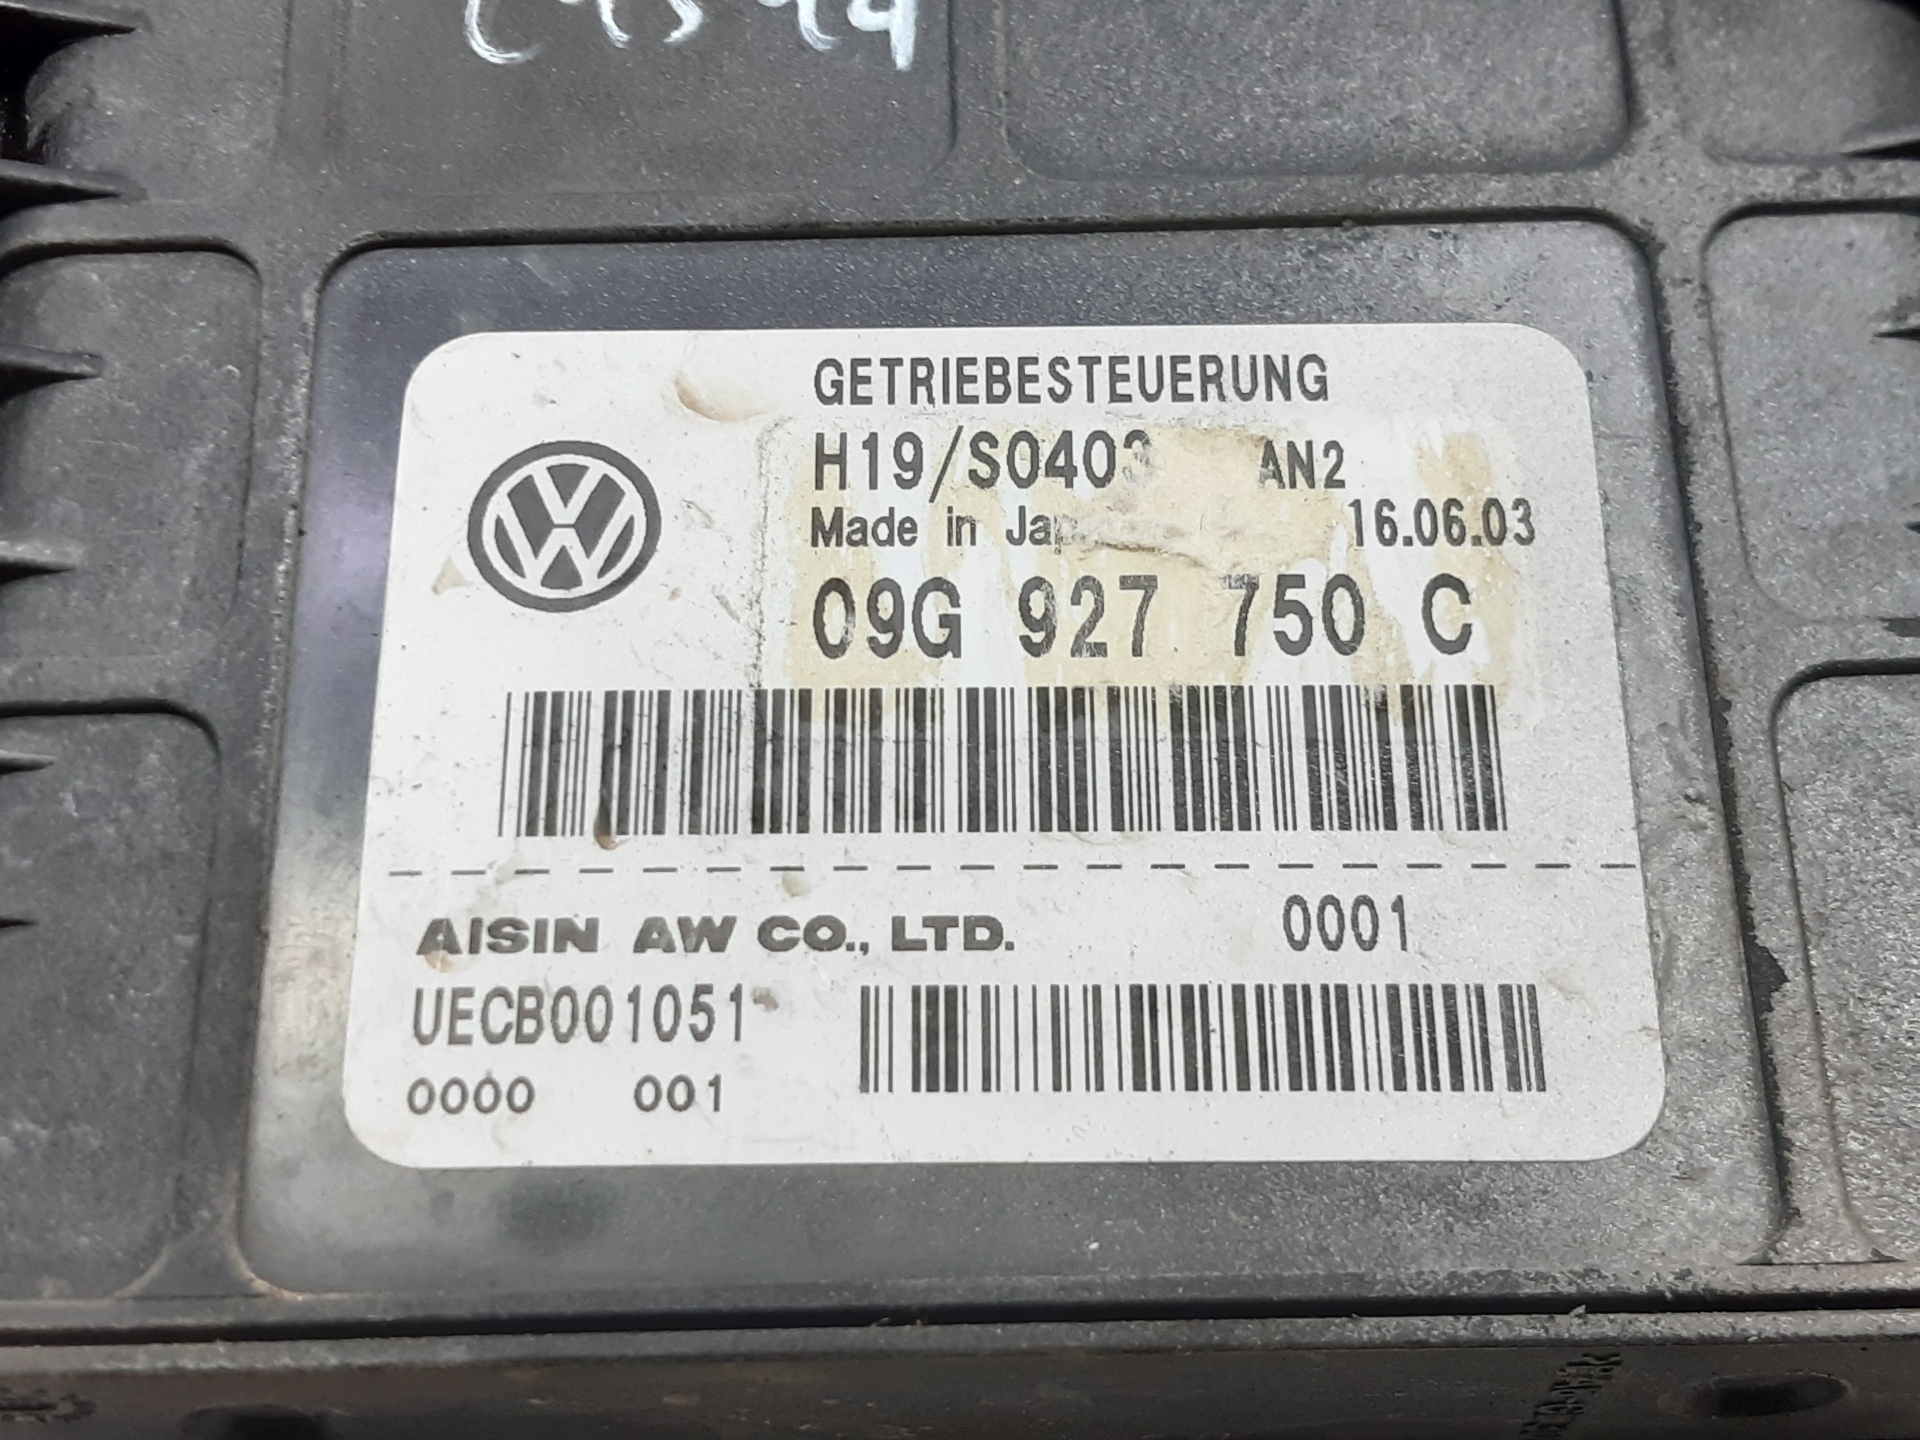 GETRIEBESTEUERUNG
H19/S0403 AN2
Made in 16.06.03
09G 927 750 C
AISIN AW CO., LTD. 0001
UECB001051
0000 001